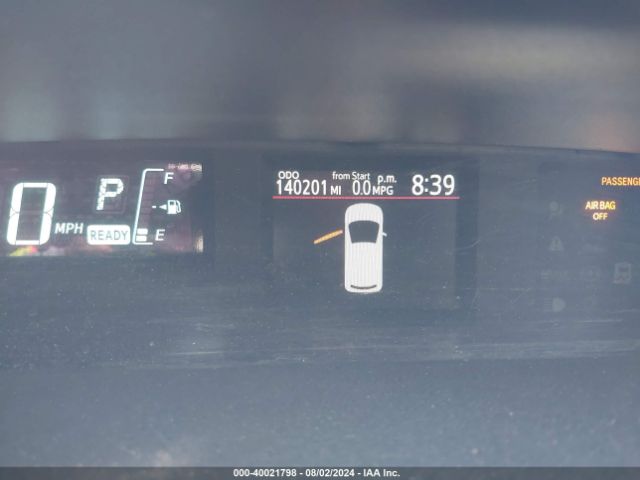 0 MPH
P
READY
F
E
ODO
140201 MI
from Start
0.0 MPG
p.m.
8:39
AIR BAG
OFF
000-40021798 - 08/02/2024 - IAA Inc.